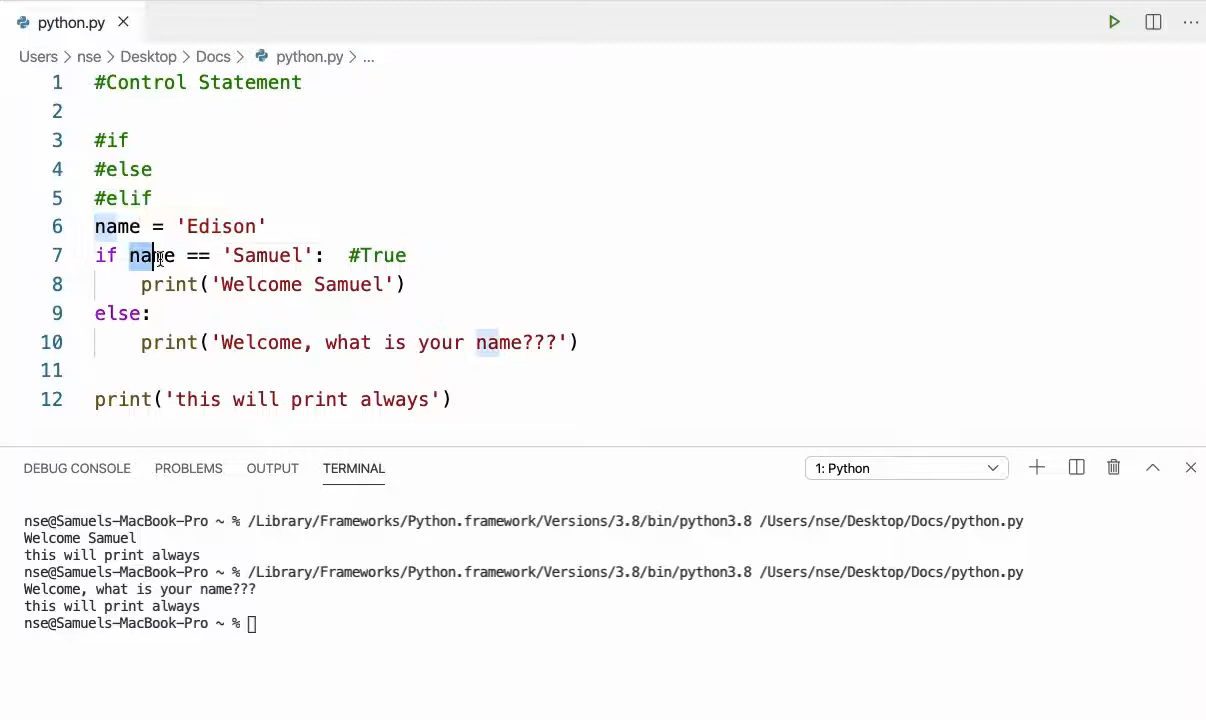 python.py
Users > nse > Desktop > Docs > python.py > ...
1 #Control Statement
2
3 #if
4 #else
5 #elif
6 name = 'Edison'
7 if name == 'Samuel':  #True
8     print('Welcome Samuel')
9 else:
10     print('Welcome, what is your name???')
11
12 print('this will print always')
DEBUG CONSOLE PROBLEMS OUTPUT TERMINAL 1: Python
nse@Samuels-MacBook-Pro ~ % /Library/Frameworks/Python.framework/Versions/3.8/bin/python3.8 /Users/nse/Desktop/Docs/python.py
Welcome Samuel
this will print always
nse@Samuels-MacBook-Pro ~ % /Library/Frameworks/Python.framework/Versions/3.8/bin/python3.8 /Users/nse/Desktop/Docs/python.py
Welcome, what is your name???
this will print always
nse@Samuels-MacBook-Pro ~ %